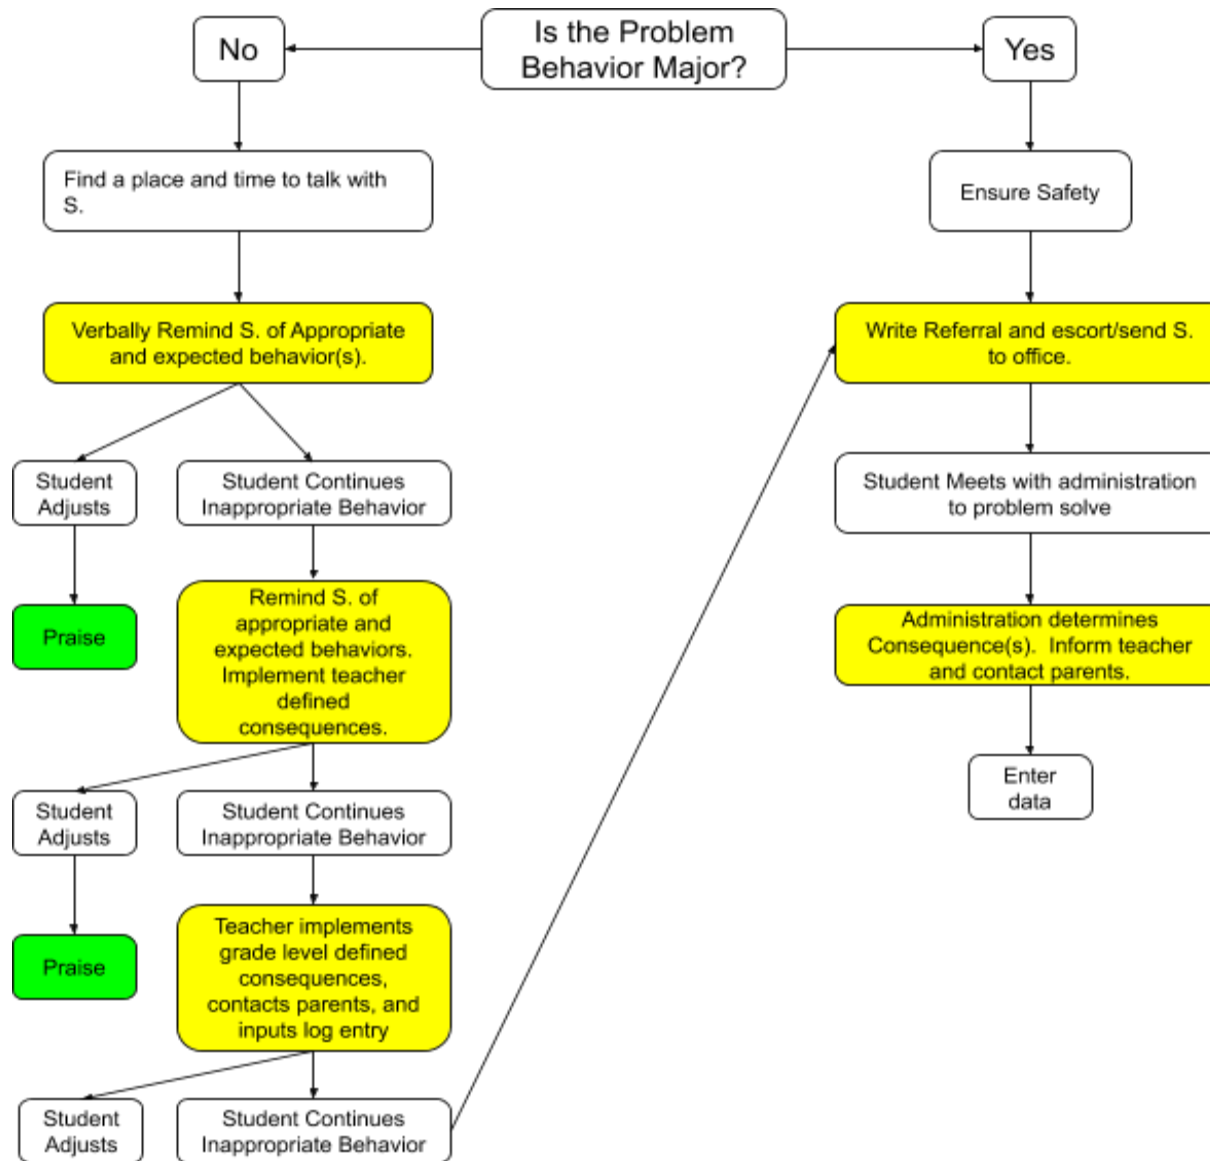 Is the Problem
Behavior Major?
No
Yes
Find a place and time to talk with
S.
Ensure Safety
Verbally Remind S. of Appropriate
and expected behavior(s).
Write Referral and escort/send S.
to office.
Student
Adjusts
Student Continues
Inappropriate Behavior
Student Meets with administration
to problem solve
Praise
Remind S. of
appropriate and
expected behaviors.
Implement teacher
defined
consequences.
Administration determines
Consequence(s). Inform teacher
and contact parents.
Student
Adjusts
Student Continues
Inappropriate Behavior
Enter
data
Praise
Teacher implements
grade level defined
consequences,
contacts parents, and
inputs log entry
Student
Adjusts
Student Continues
Inappropriate Behavior